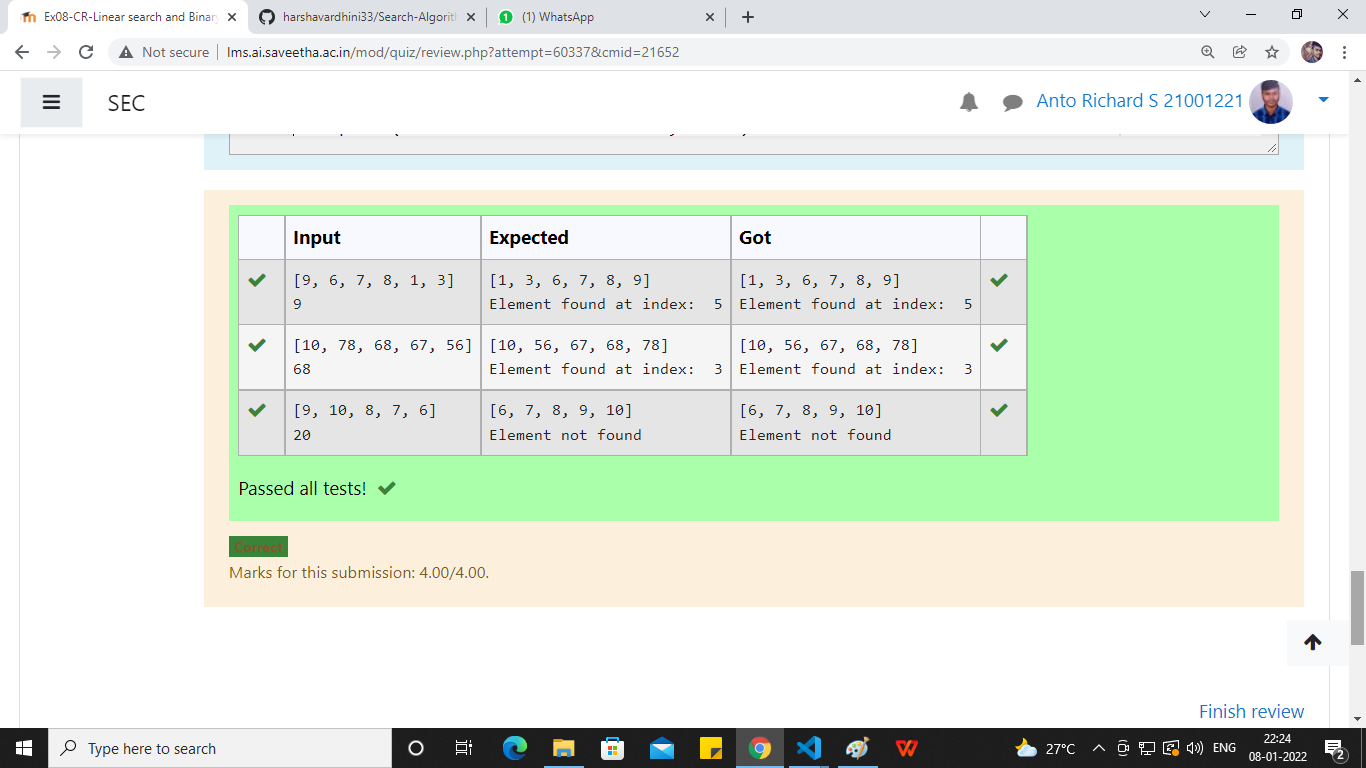 Ex08-CR-Linear search and Binar
harshavardhini33/Search-Algorith
(1) WhatsApp
Not secure
lms.ai.saveetha.ac.in/mod/quiz/review.php?attempt=60337&cmid=21652
SEC
Anto Richard S 21001221
Input Expected Got
[9, 6, 7, 8, 1, 3] [1, 3, 6, 7, 8, 9] [1, 3, 6, 7, 8, 9]
9 Element found at index:  5 Element found at index:  5
[10, 78, 68, 67, 56] [10, 56, 67, 68, 78] [10, 56, 67, 68, 78]
68 Element found at index:  3 Element found at index:  3
[9, 10, 8, 7, 6] [6, 7, 8, 9, 10] [6, 7, 8, 9, 10]
20 Element not found Element not found
Passed all tests!
Correct
Marks for this submission: 4.00/4.00.
Finish review
Type here to search
27°C
ENG
22:24
08-01-2022
2